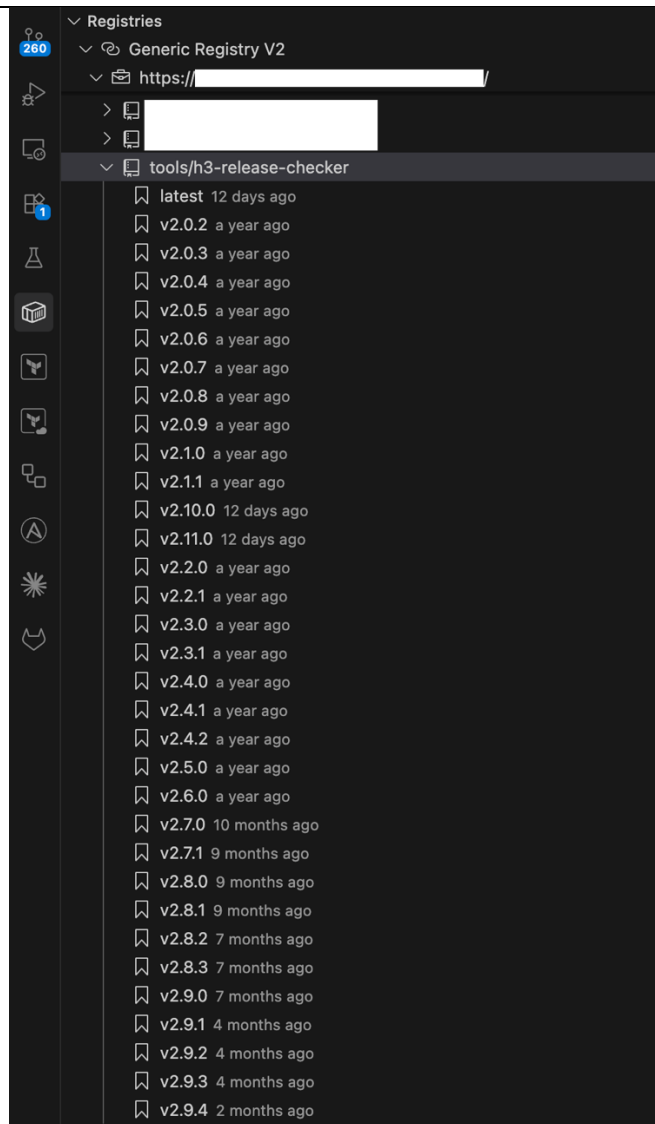 Registries
260
Generic Registry V2
https:// /
tools/h3-release-checker
latest 12 days ago
v2.0.2 a year ago
v2.0.3 a year ago
v2.0.4 a year ago
v2.0.5 a year ago
v2.0.6 a year ago
v2.0.7 a year ago
v2.0.8 a year ago
v2.0.9 a year ago
v2.1.0 a year ago
v2.1.1 a year ago
v2.10.0 12 days ago
v2.11.0 12 days ago
v2.2.0 a year ago
v2.2.1 a year ago
v2.3.0 a year ago
v2.3.1 a year ago
v2.4.0 a year ago
v2.4.1 a year ago
v2.4.2 a year ago
v2.5.0 a year ago
v2.6.0 a year ago
v2.7.0 10 months ago
v2.7.1 9 months ago
v2.8.0 9 months ago
v2.8.1 9 months ago
v2.8.2 7 months ago
v2.8.3 7 months ago
v2.9.0 7 months ago
v2.9.1 4 months ago
v2.9.2 4 months ago
v2.9.3 4 months ago
v2.9.4 2 months ago
1